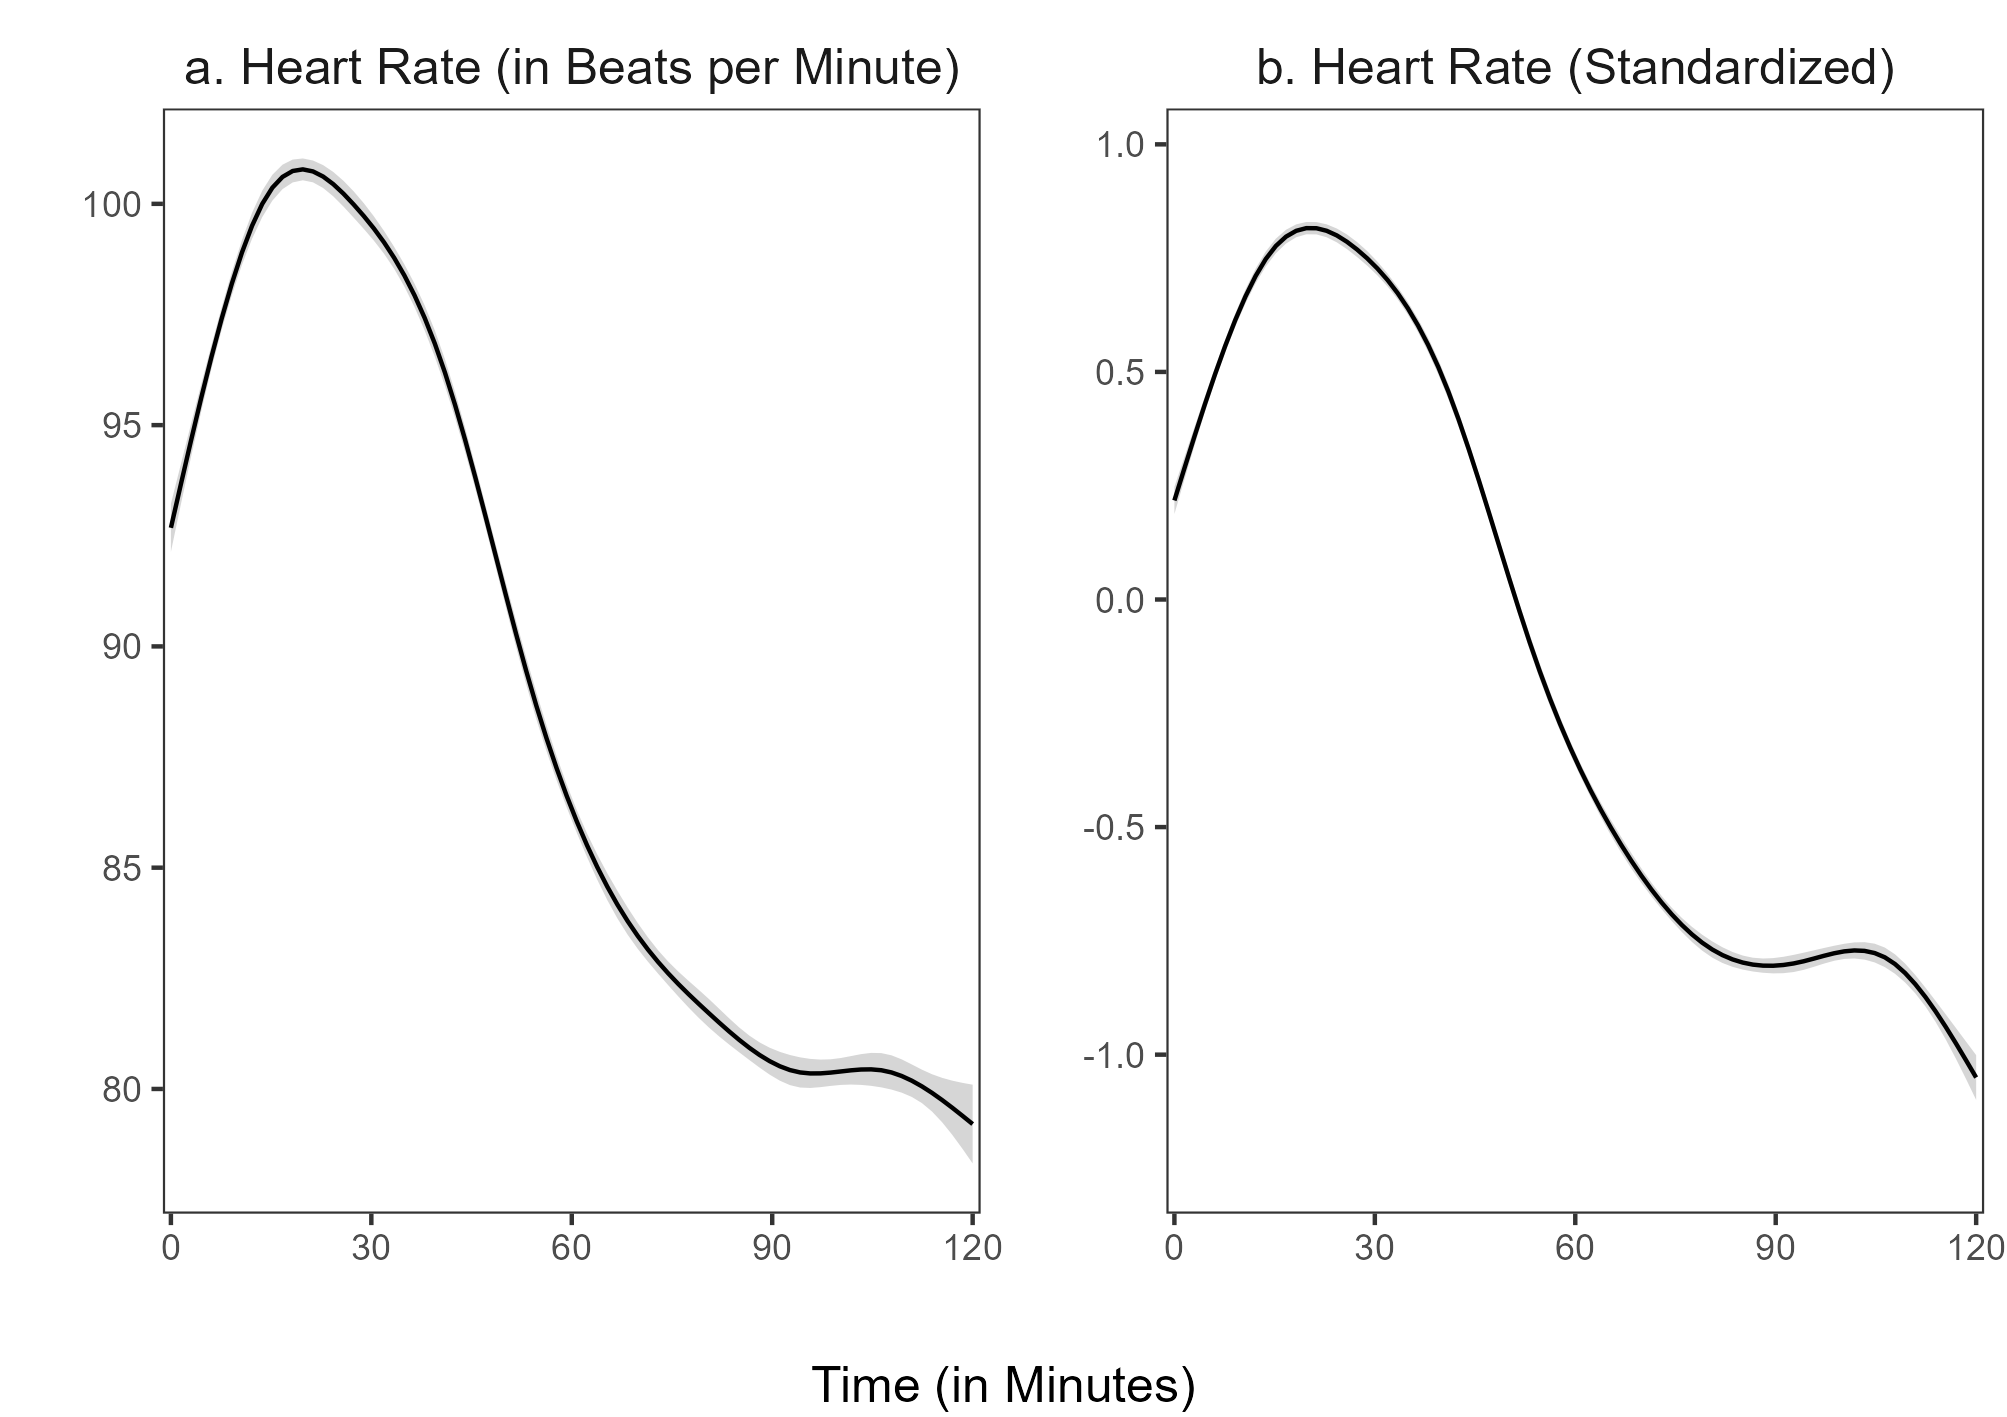 a. Heart Rate (in Beats per Minute)
100
95
90
85
80
0 30 60 90 120
b. Heart Rate (Standardized)
1.0
0.5
0.0
-0.5
-1.0
0 30 60 90 120
Time (in Minutes)